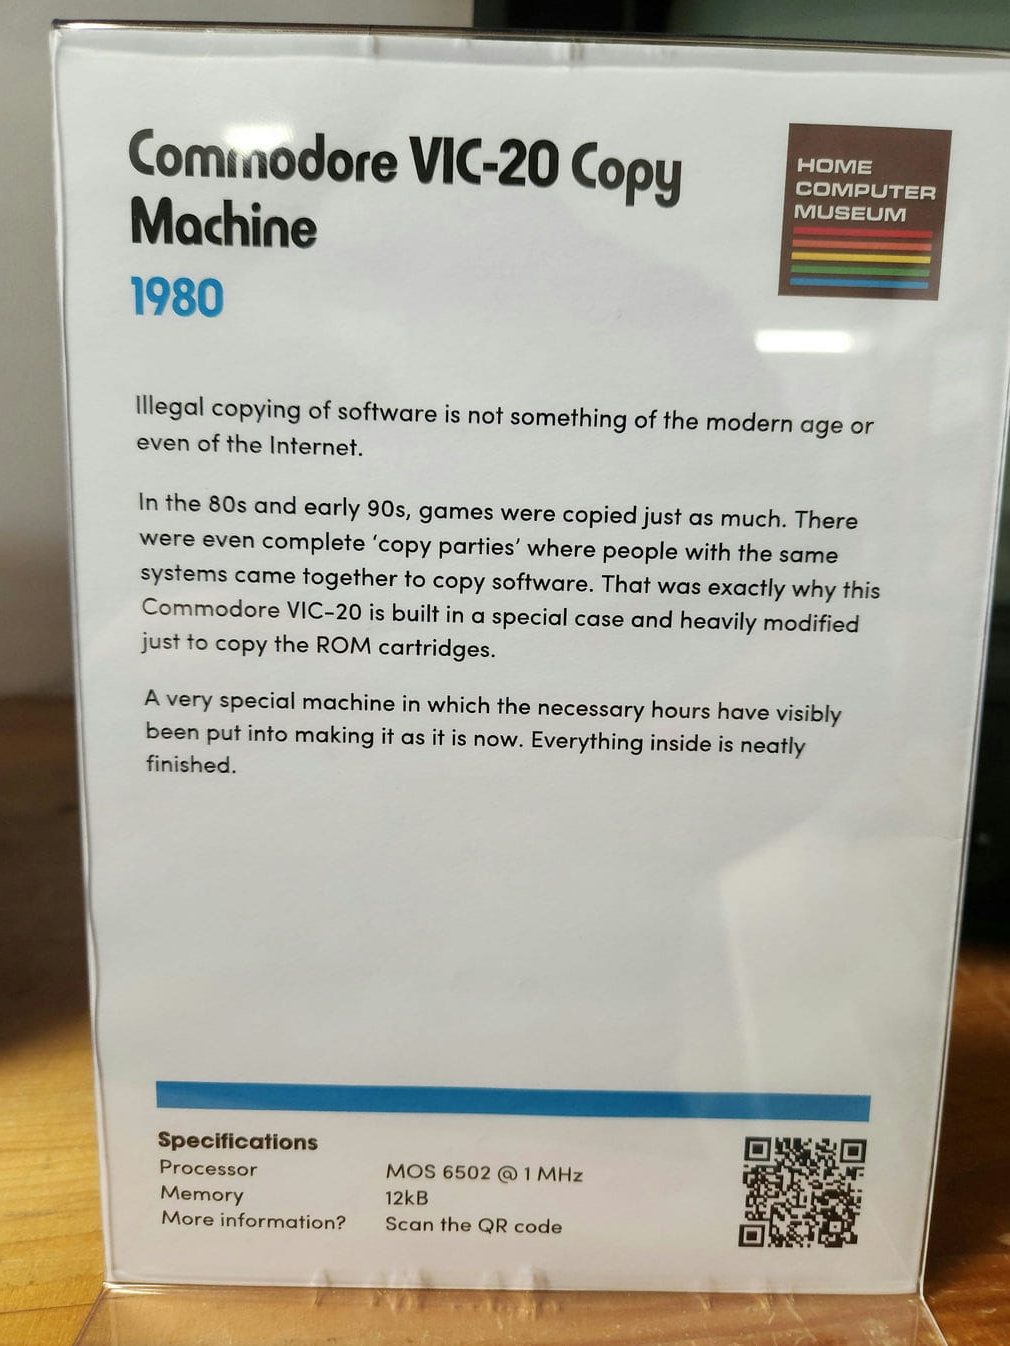 Commodore VIC-20 Copy
Machine
1980
HOME
COMPUTER
MUSEUM
Illegal copying of software is not something of the modern age or
even of the Internet.
In the 80s and early 90s, games were copied just as much. There
were even complete ‘copy parties’ where people with the same
systems came together to copy software. That was exactly why this
Commodore VIC-20 is built in a special case and heavily modified
just to copy the ROM cartridges.
A very special machine in which the necessary hours have visibly
been put into making it as it is now. Everything inside is neatly
finished.
Specifications
Processor MOS 6502 @ 1 MHz
Memory 12kB
More information? Scan the QR code